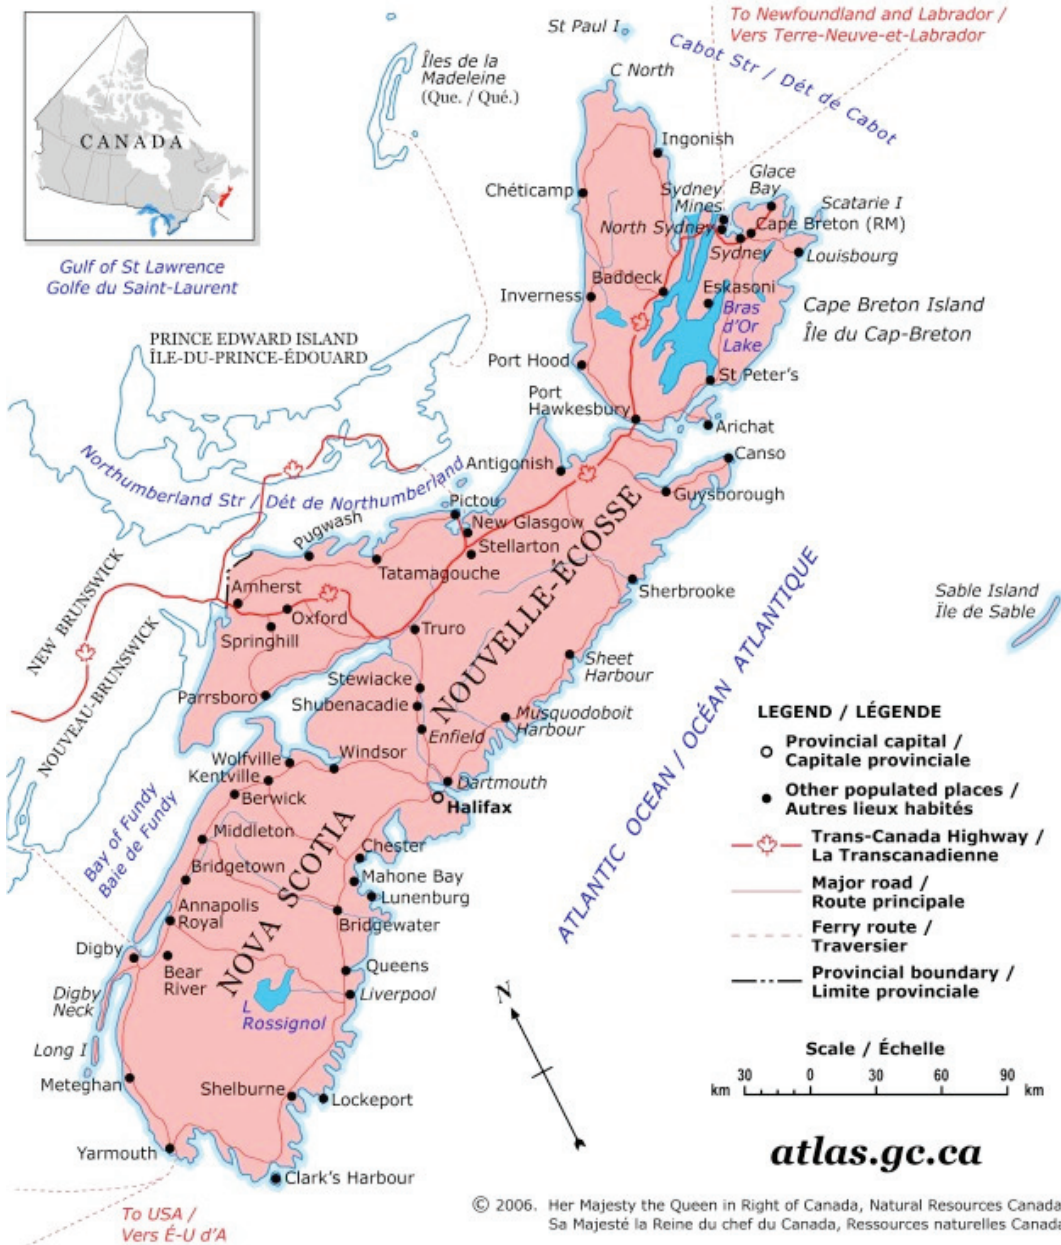 To Newfoundland and Labrador /
Vers Terre-Neuve-et-Labrador
St Paul I
Cabot Str / Dét de Cabot
Îles de la
Madeleine
(Que. / Qué.)
C North
CANADA
Ingonish
Chéticamp
Sydney
Mines
Glace
Bay
Scatarie I
North Sydney
Cape Breton (RM)
Sydney
Louisbourg
Gulf of St Lawrence
Golfe du Saint-Laurent
Baddeck
Eskasoni
Inverness
Bras
d'Or
Lake
Cape Breton Island
Île du Cap-Breton
PRINCE EDWARD ISLAND
ÎLE-DU-PRINCE-ÉDOUARD
Port Hood
St Peter's
Port
Hawkesbury
Arichat
Canso
Northumberland Str / Dét de Northumberland
Antigonish
Guysborough
Pictou
New Glasgow
Stellarton
Pugwash
Tatamagouche
NOUVELLE-ÉCOSSE
Amherst
Oxford
Springhill
Truro
Sherbrooke
Sable Island
Île de Sable
NEW BRUNSWICK
NOUVEAU-BRUNSWICK
Parrsboro
Stewiacke
Shubenacadie
Enfield
Sheet
Harbour
Musquodoboit
Harbour
ATLANTIC OCEAN / OCÉAN ATLANTIQUE
Wolfville
Windsor
Kentville
Berwick
Dartmouth
Halifax
Bay of Fundy
Baie de Fundy
Middleton
Chester
Bridgetown
Mahone Bay
Lunenburg
Annapolis
Royal
Bridgewater
NOVA SCOTIA
Digby
Bear
River
Queens
Liverpool
Digby
Neck
L
Rossignol
Long I
Meteghan
Shelburne
Lockeport
Yarmouth
Clark's Harbour
To USA /
Vers É-U d'A
N
LEGEND / LÉGENDE
Provincial capital /
Capitale provinciale
Other populated places /
Autres lieux habités
Trans-Canada Highway /
La Transcanadienne
Major road /
Route principale
Ferry route /
Traversier
Provincial boundary /
Limite provinciale
Scale / Échelle
km 30 0 30 60 90 km
atlas.gc.ca
© 2006. Her Majesty the Queen in Right of Canada, Natural Resources Canada
Sa Majesté la Reine du chef du Canada, Ressources naturelles Canada